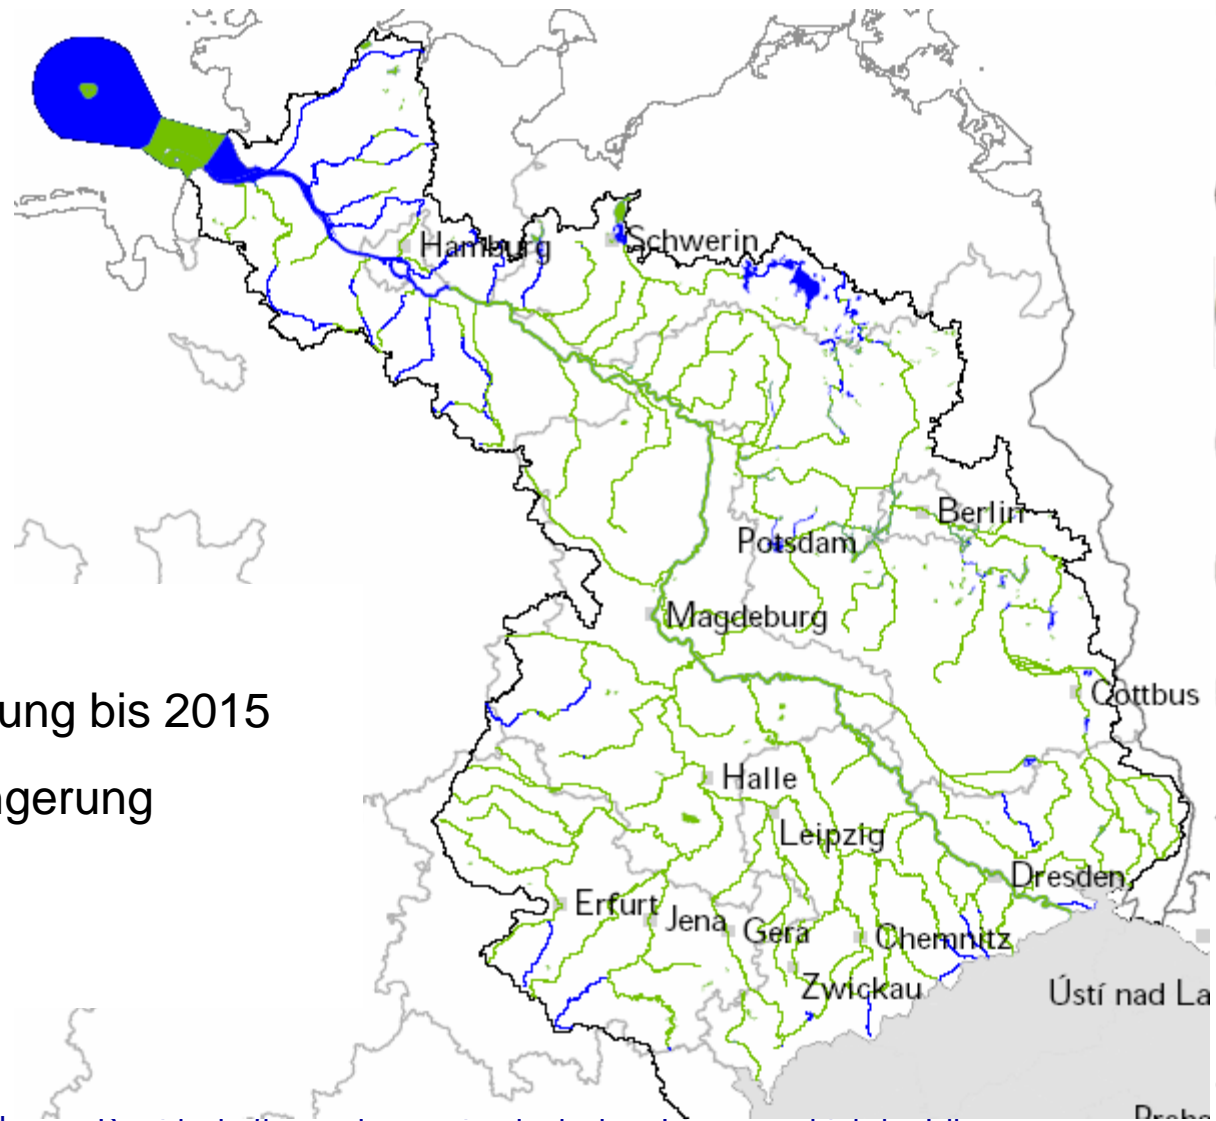 Hamburg
Schwerin
Berlin
Potsdam
Magdeburg
ung bis 2015
Cottbus
Halle
ngerung
Leipzig
Dresden
Erfurt
Jena
Gera
Chemnitz
Zwickau
Ústí nad La